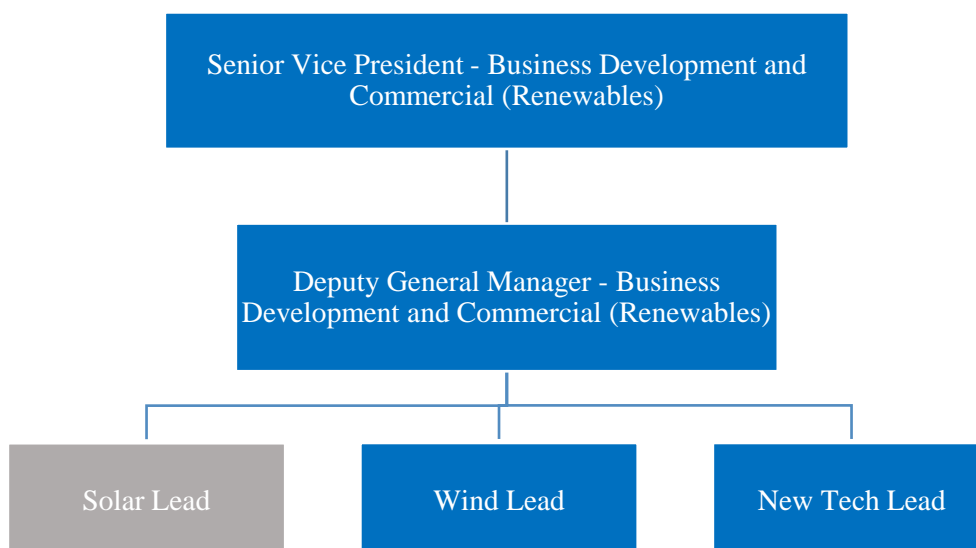 Senior Vice President - Business Development and
Commercial (Renewables)
Deputy General Manager - Business
Development and Commercial (Renewables)
Solar Lead
Wind Lead
New Tech Lead